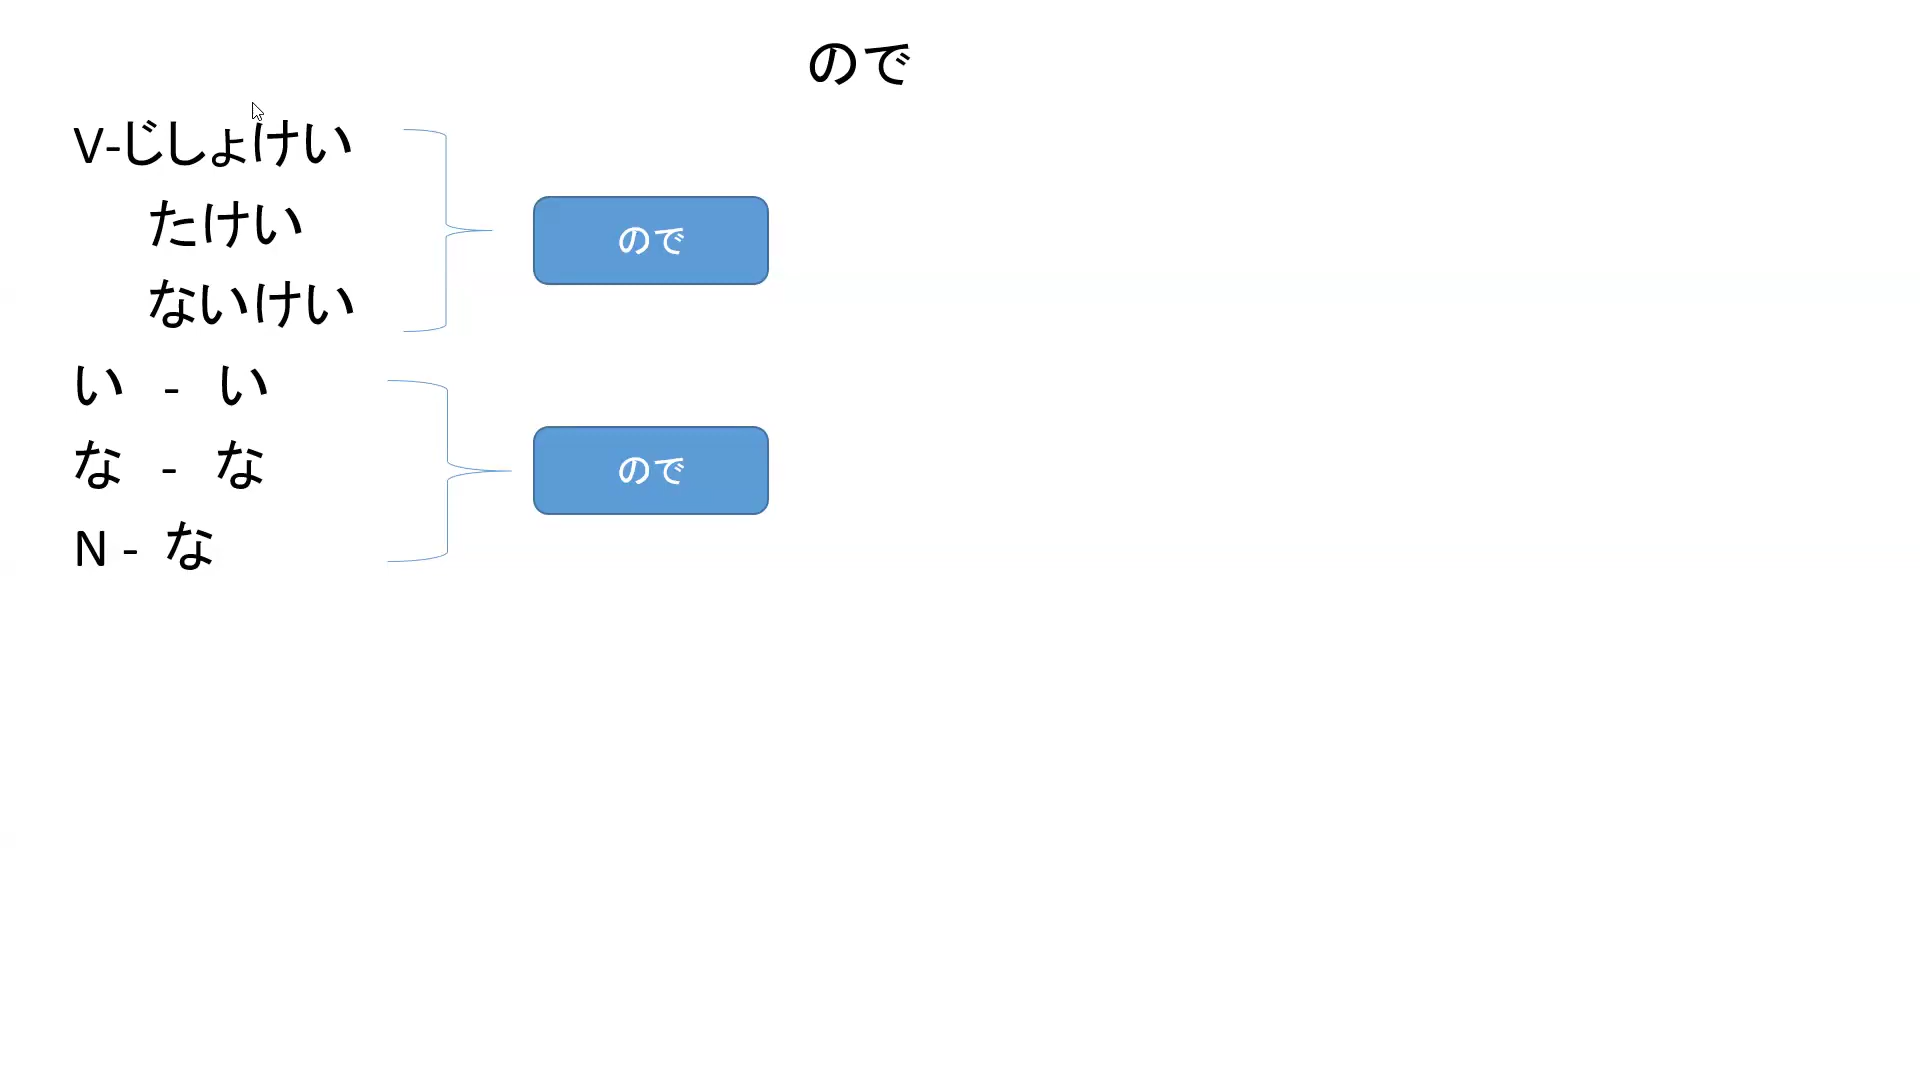 ので
V-じしょけい
たけい
ないけい
ので
い - い
な - な
N - な
ので